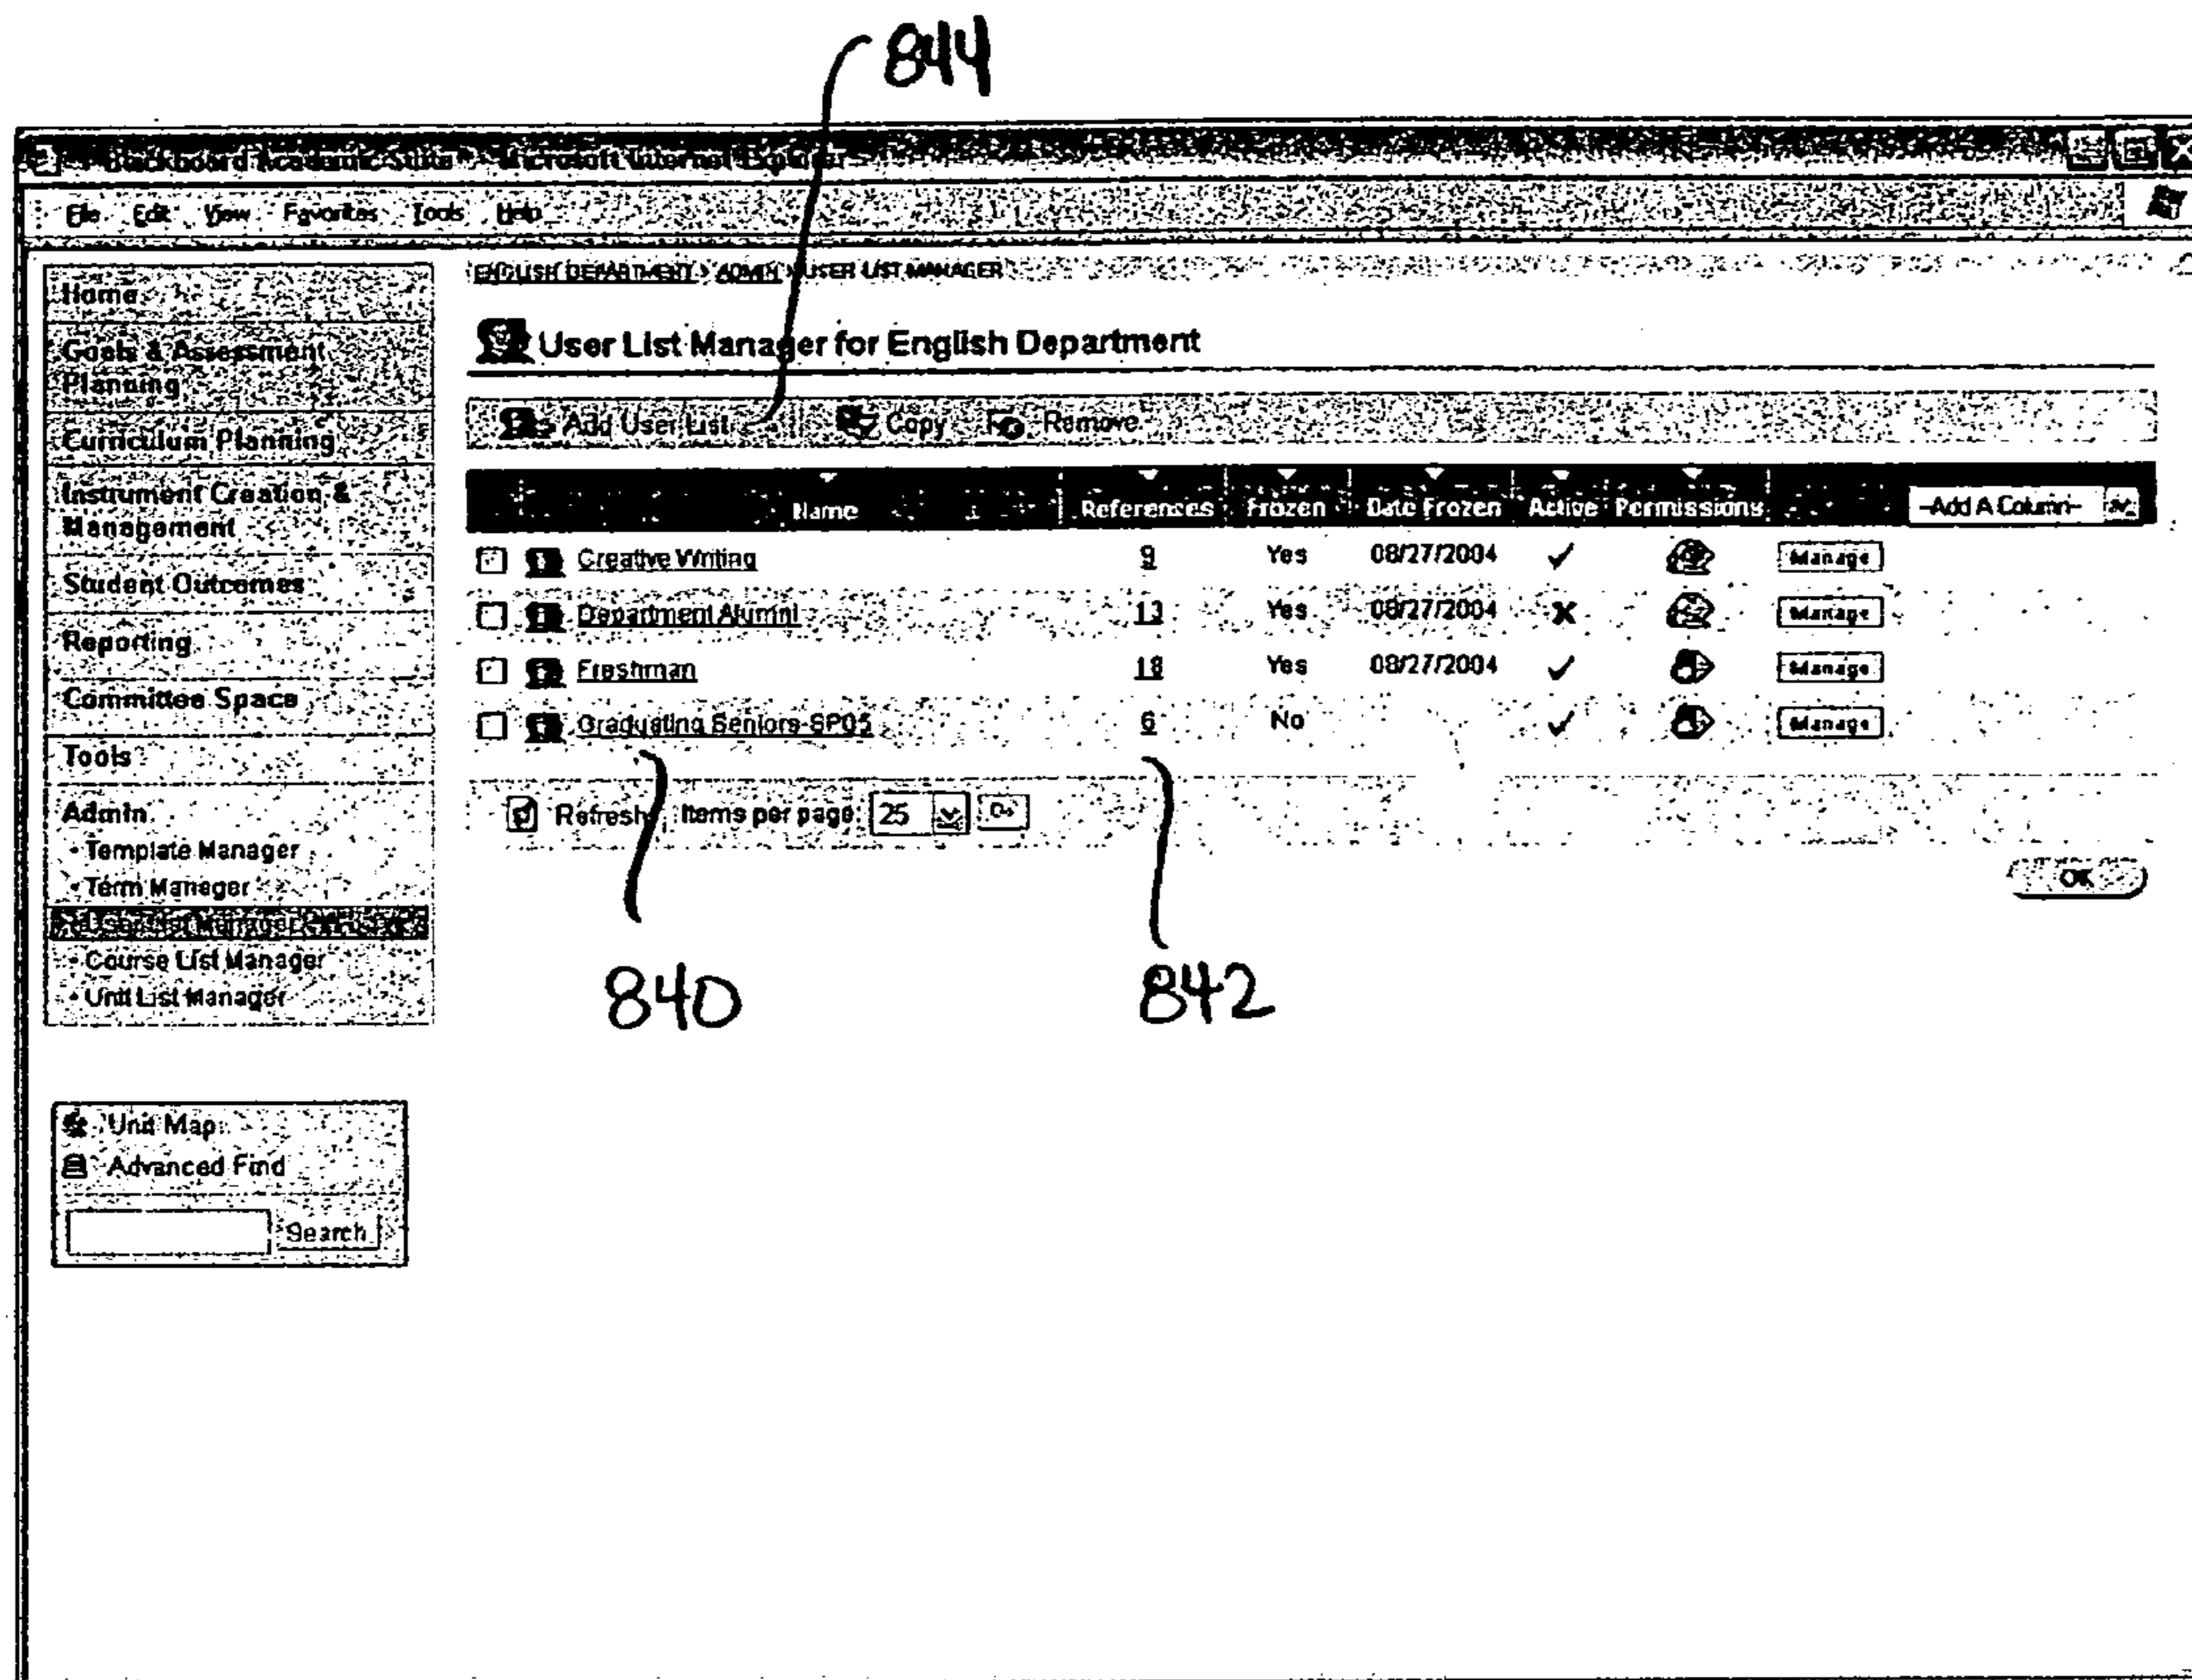 844
Blackboard Academic Suite - Microsoft Internet Explorer
File Edit View Favorites Tools Help
ENGLISH DEPARTMENT > ADMIN > USER LIST MANAGER
Home
Goals & Assessment
Planning
Curriculum Planning
Instrument Creation &
Management
Student Outcomes
Reporting
Committee Space
Tools
Admin
• Template Manager
• Term Manager
• User List Manager
• Course List Manager
• Unit List Manager
Unit Map
Advanced Find
Search
User List Manager for English Department
Add User List Copy Remove
Name References Frozen Date Frozen Active Permissions -Add A Column-
Creative Writing 9 Yes 08/27/2004 ✓ Manage
Department Alumni 13 Yes 08/27/2004 X Manage
Freshman 18 Yes 08/27/2004 ✓ Manage
Graduating Seniors-SP05 6 No ✓ Manage
Refresh Items per page: 25 Go
OK
840 842